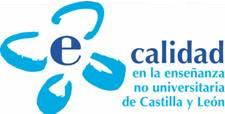 e
calidad
en la enseñanza
no universitaria
de Castilla y León